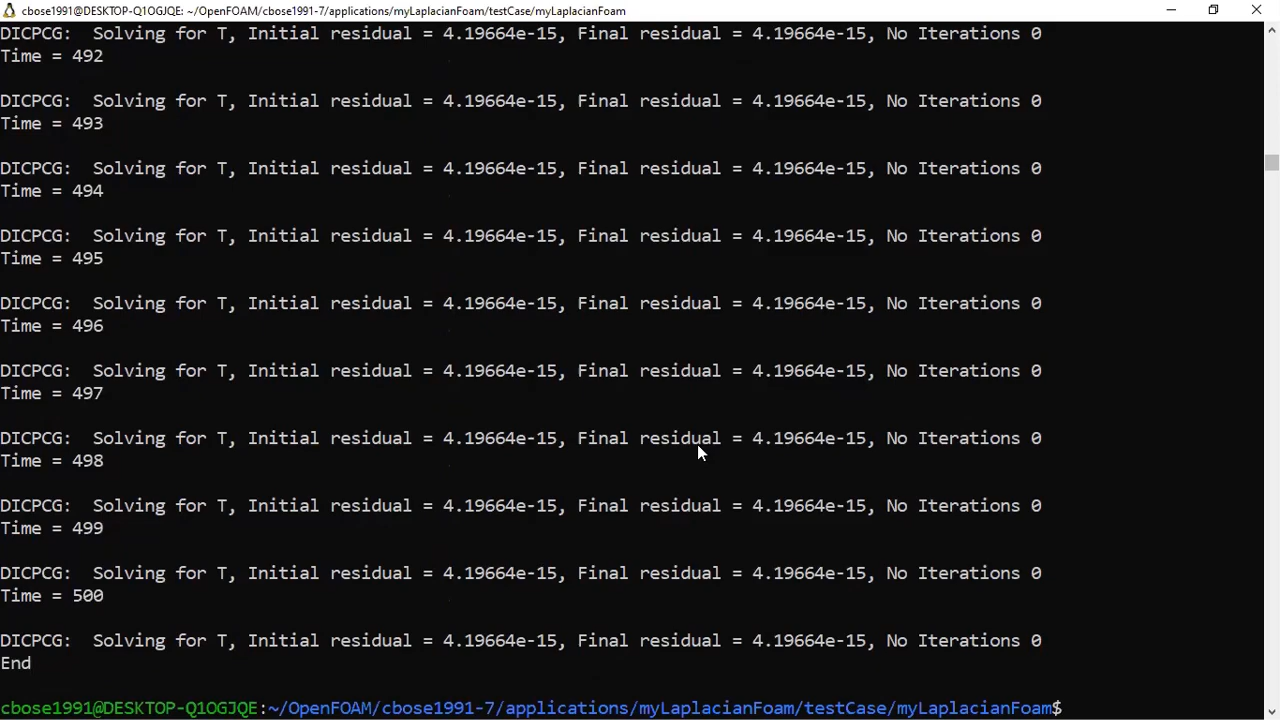 cbose1991@DESKTOP-Q1OGJQE: ~/OpenFOAM/cbose1991-7/applications/myLaplacianFoam/testCase/myLaplacianFoam
DICPCG:  Solving for T, Initial residual = 4.19664e-15, Final residual = 4.19664e-15, No Iterations 0
Time = 492
DICPCG:  Solving for T, Initial residual = 4.19664e-15, Final residual = 4.19664e-15, No Iterations 0
Time = 493
DICPCG:  Solving for T, Initial residual = 4.19664e-15, Final residual = 4.19664e-15, No Iterations 0
Time = 494
DICPCG:  Solving for T, Initial residual = 4.19664e-15, Final residual = 4.19664e-15, No Iterations 0
Time = 495
DICPCG:  Solving for T, Initial residual = 4.19664e-15, Final residual = 4.19664e-15, No Iterations 0
Time = 496
DICPCG:  Solving for T, Initial residual = 4.19664e-15, Final residual = 4.19664e-15, No Iterations 0
Time = 497
DICPCG:  Solving for T, Initial residual = 4.19664e-15, Final residual = 4.19664e-15, No Iterations 0
Time = 498
DICPCG:  Solving for T, Initial residual = 4.19664e-15, Final residual = 4.19664e-15, No Iterations 0
Time = 499
DICPCG:  Solving for T, Initial residual = 4.19664e-15, Final residual = 4.19664e-15, No Iterations 0
Time = 500
DICPCG:  Solving for T, Initial residual = 4.19664e-15, Final residual = 4.19664e-15, No Iterations 0
End
cbose1991@DESKTOP-Q1OGJQE:~/OpenFOAM/cbose1991-7/applications/myLaplacianFoam/testCase/myLaplacianFoam$